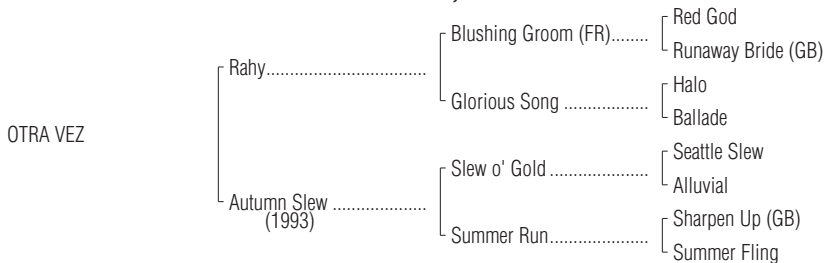 Red God
Blushing Groom (FR)........
Runaway Bride (GB)
Rahy..................................
Halo
Glorious Song ..................
Ballade
OTRA VEZ
Seattle Slew
Slew o' Gold .....................
Alluvial
Autumn Slew ....................
(1993)
Sharpen Up (GB)
Summer Run.....................
Summer Fling